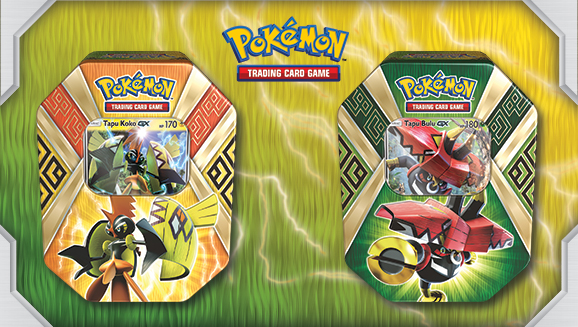 POKéMON
TRADING CARD GAME
POKéMON
TRADING CARD GAME
Tapu Koko GX HP 170
POKéMON
TRADING CARD GAME
Tapu Bulu GX 180